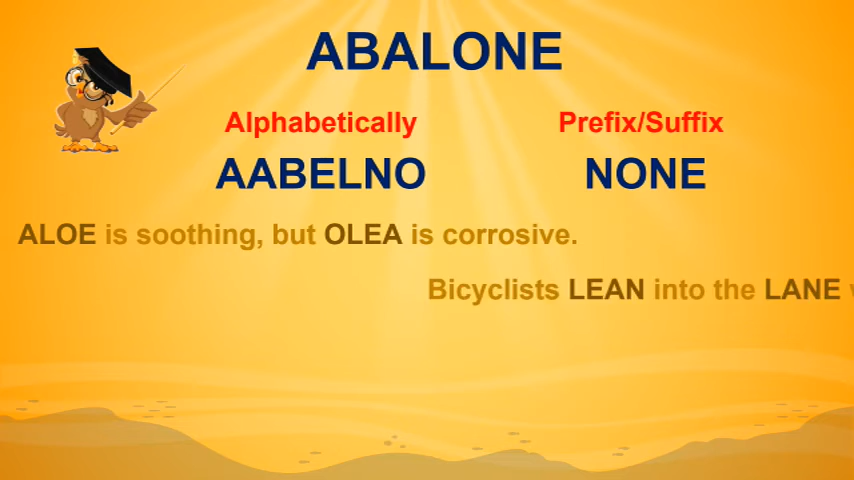 ABALONE
Alphabetically Prefix/Suffix
AABELNO NONE
ALOE is soothing, but OLEA is corrosive.
Bicyclists LEAN into the LANE